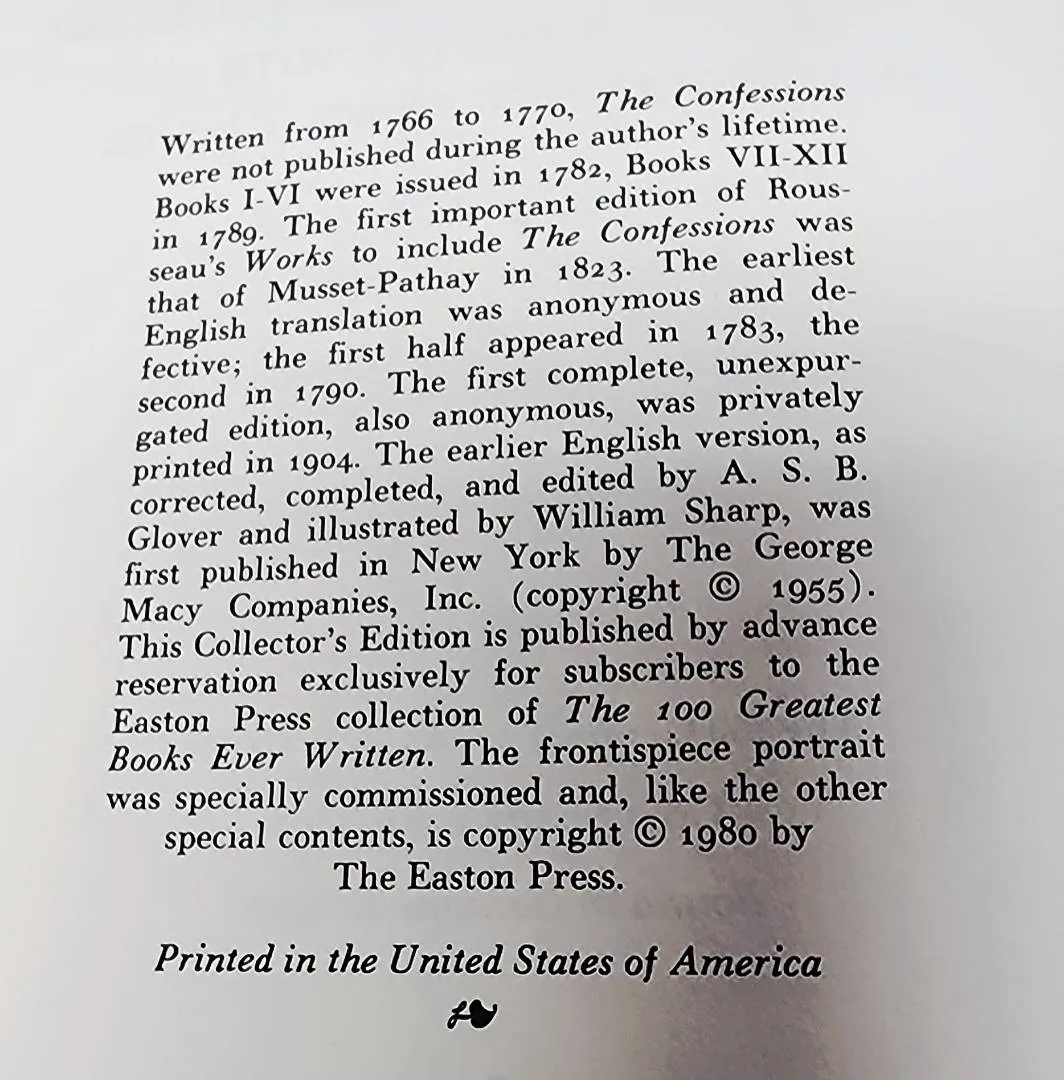 Written from 1766 to 1770, The Confessions
were not published during the author's lifetime.
Books I-VI were issued in 1782, Books VII-XII
in 1789. The first important edition of Rous-
seau's Works to include The Confessions was
that of Musset-Pathay in 1823. The earliest
English translation was anonymous and de-
fective; the first half appeared in 1783, the
second in 1790. The first complete, unexpur-
gated edition, also anonymous, was privately
printed in 1904. The earlier English version, as
corrected, completed, and edited by A. S. B.
Glover and illustrated by William Sharp, was
first published in New York by The George
Macy Companies, Inc. (copyright © 1955).
This Collector's Edition is published by advance
reservation exclusively for subscribers to the
Easton Press collection of The 100 Greatest
Books Ever Written. The frontispiece portrait
was specially commissioned and, like the other
special contents, is copyright © 1980 by
The Easton Press.
Printed in the United States of America